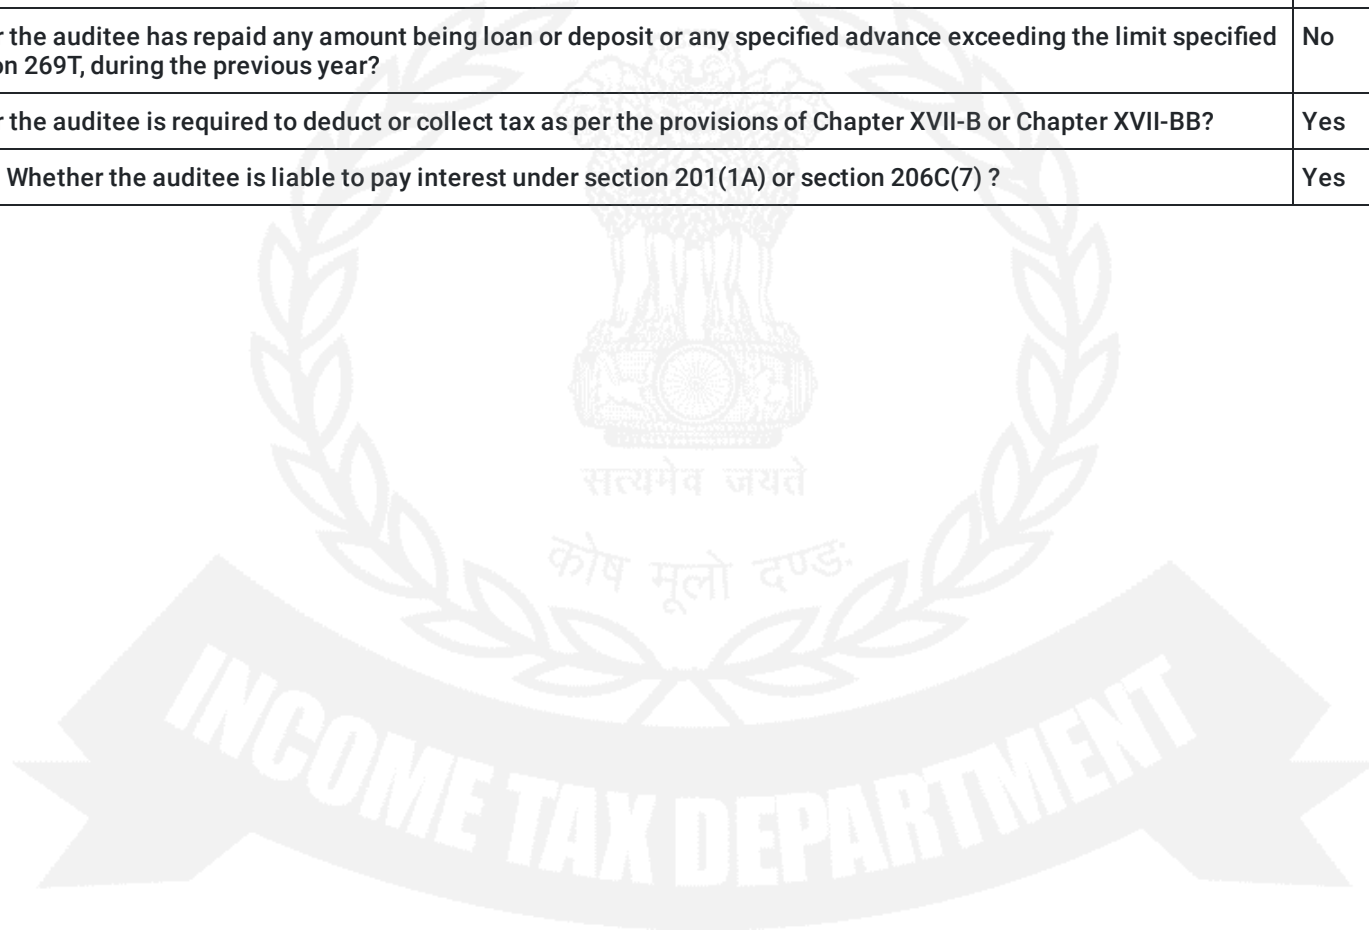 r the auditee has repaid any amount being loan or deposit or any specified advance exceeding the limit specified No
on 269T, during the previous year?
r the auditee is required to deduct or collect tax as per the provisions of Chapter XVII-B or Chapter XVII-BB? Yes
Whether the auditee is liable to pay interest under section 201(1A) or section 206C(7) ? Yes
सत्यमेव जयते
कोष मूलो दण्डः
INCOME TAX DEPARTMENT